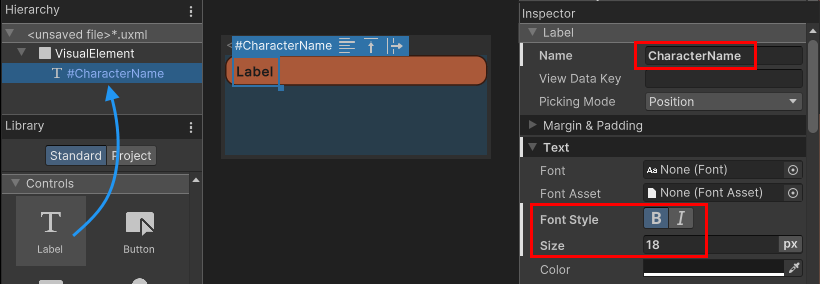 Hierarchy
<unsaved file>*.uxml
VisualElement
#CharacterName
Library
Standard Project
Controls
Label
Button
<#CharacterName
Label
Inspector
Label
Name CharacterName
View Data Key
Picking Mode Position
Margin & Padding
Text
Font Aa None (Font)
Font Asset None (Font Asset)
Font Style B I
Size 18 px
Color